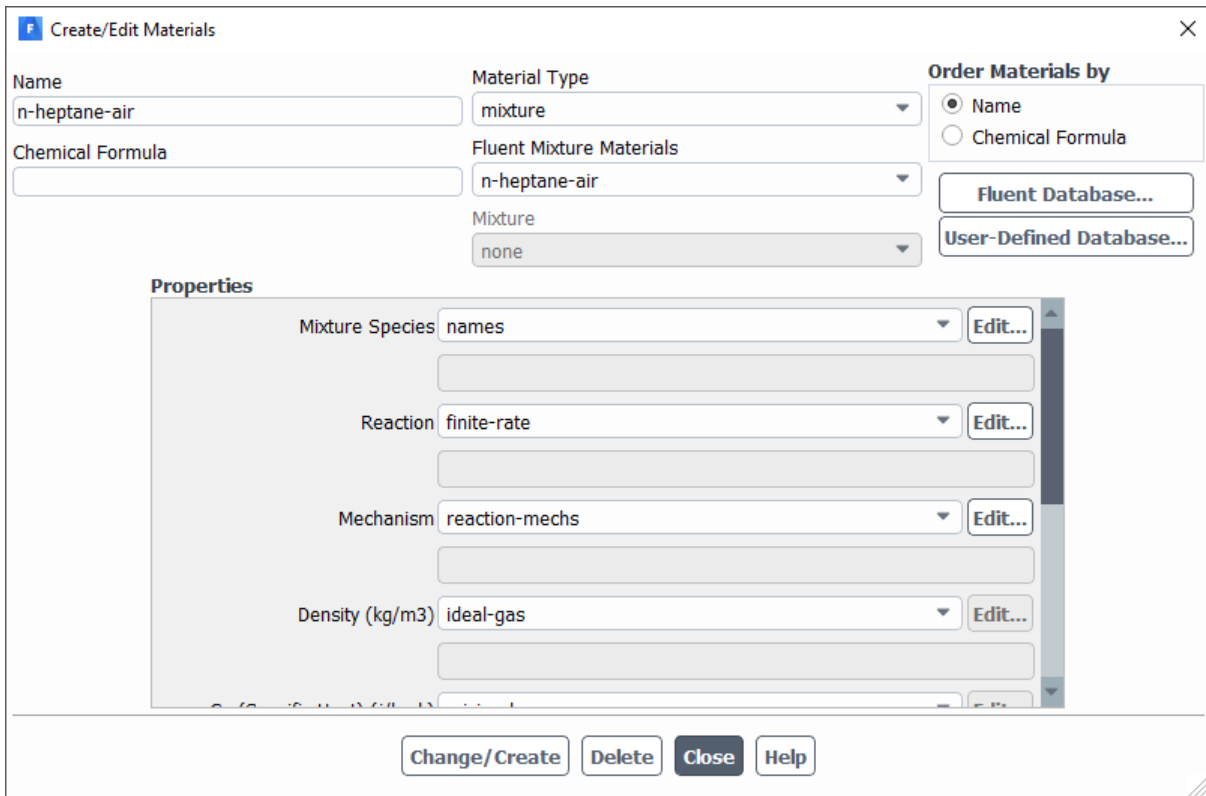 Create/Edit Materials
Name
n-heptane-air
Chemical Formula
Material Type
mixture
Fluent Mixture Materials
n-heptane-air
Mixture
none
Order Materials by
Name
Chemical Formula
Fluent Database...
User-Defined Database...
Properties
Mixture Species names Edit...
Reaction finite-rate Edit...
Mechanism reaction-mechs Edit...
Density (kg/m3) ideal-gas Edit...
Change/Create Delete Close Help